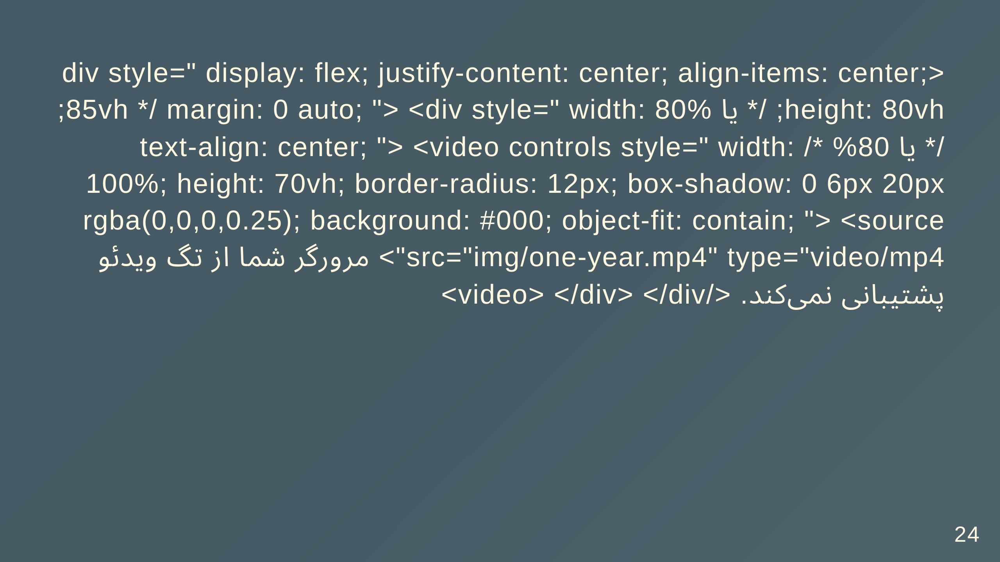 <div style=" display: flex; justify-content: center; align-items: center;
height: 80vh; /* یا 85vh */ margin: 0 auto; "> <div style=" width: 80%;
/* یا 80% */ text-align: center; "> <video controls style=" width:
100%; height: 70vh; border-radius: 12px; box-shadow: 0 6px 20px
rgba(0,0,0,0.25); background: #000; object-fit: contain; "> <source
src="img/one-year.mp4" type="video/mp4"> مرورگر شما از تگ ویدئو
پشتیبانی نمی‌کند. </video> </div> </div>
24